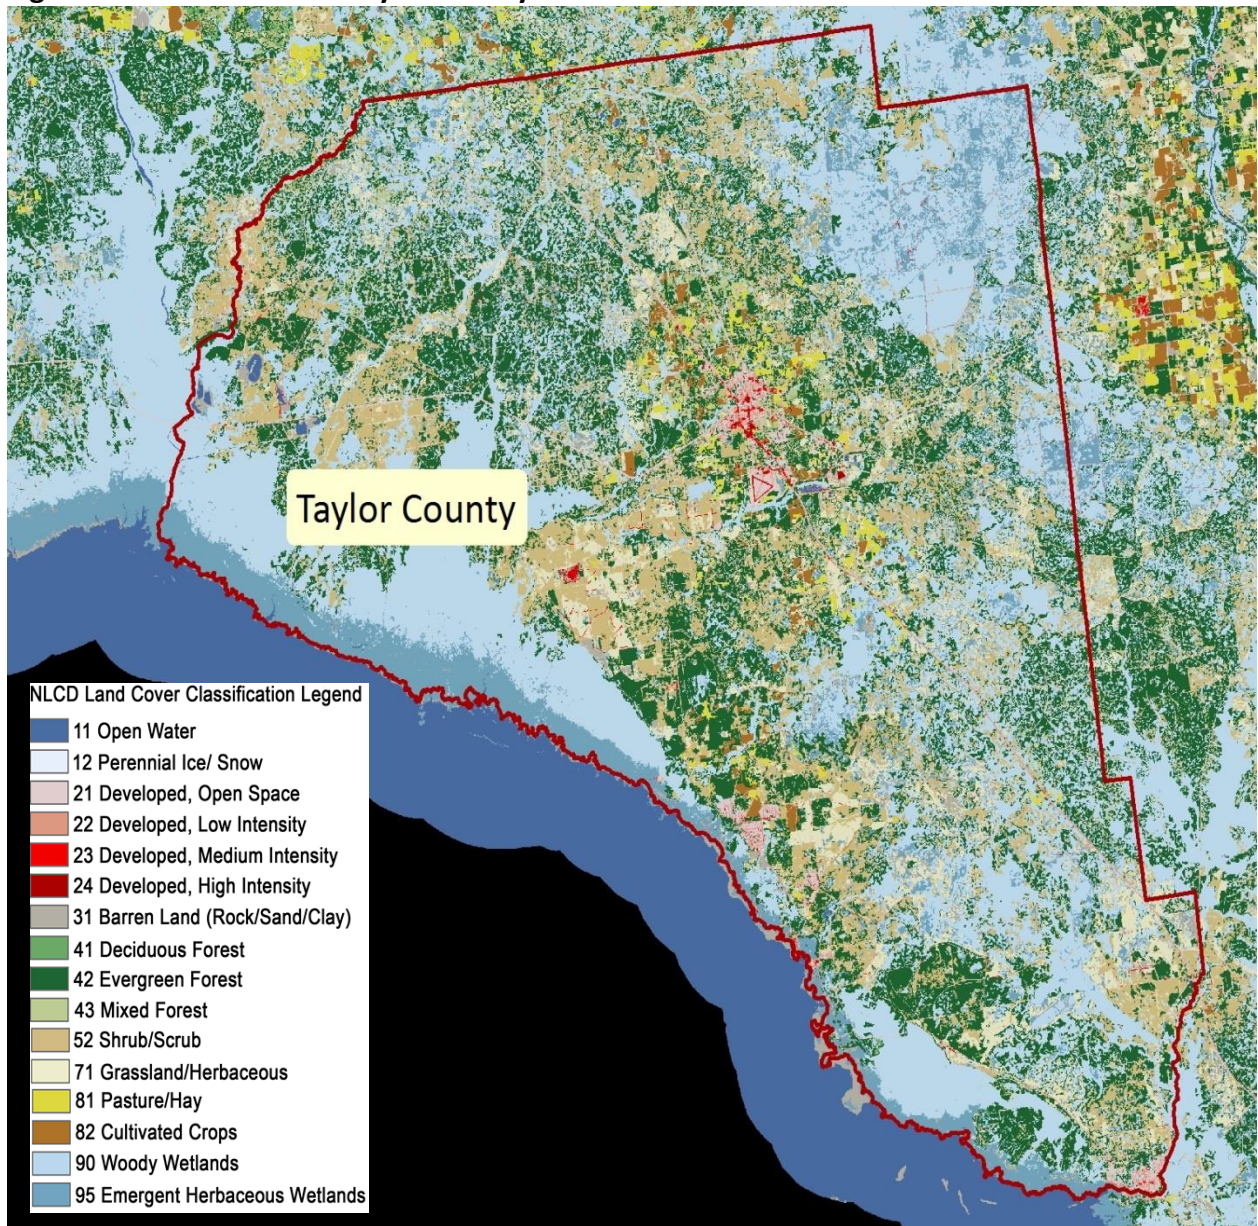 Taylor County
NLCD Land Cover Classification Legend
11 Open Water
12 Perennial Ice/ Snow
21 Developed, Open Space
22 Developed, Low Intensity
23 Developed, Medium Intensity
24 Developed, High Intensity
31 Barren Land (Rock/Sand/Clay)
41 Deciduous Forest
42 Evergreen Forest
43 Mixed Forest
52 Shrub/Scrub
71 Grassland/Herbaceous
81 Pasture/Hay
82 Cultivated Crops
90 Woody Wetlands
95 Emergent Herbaceous Wetlands